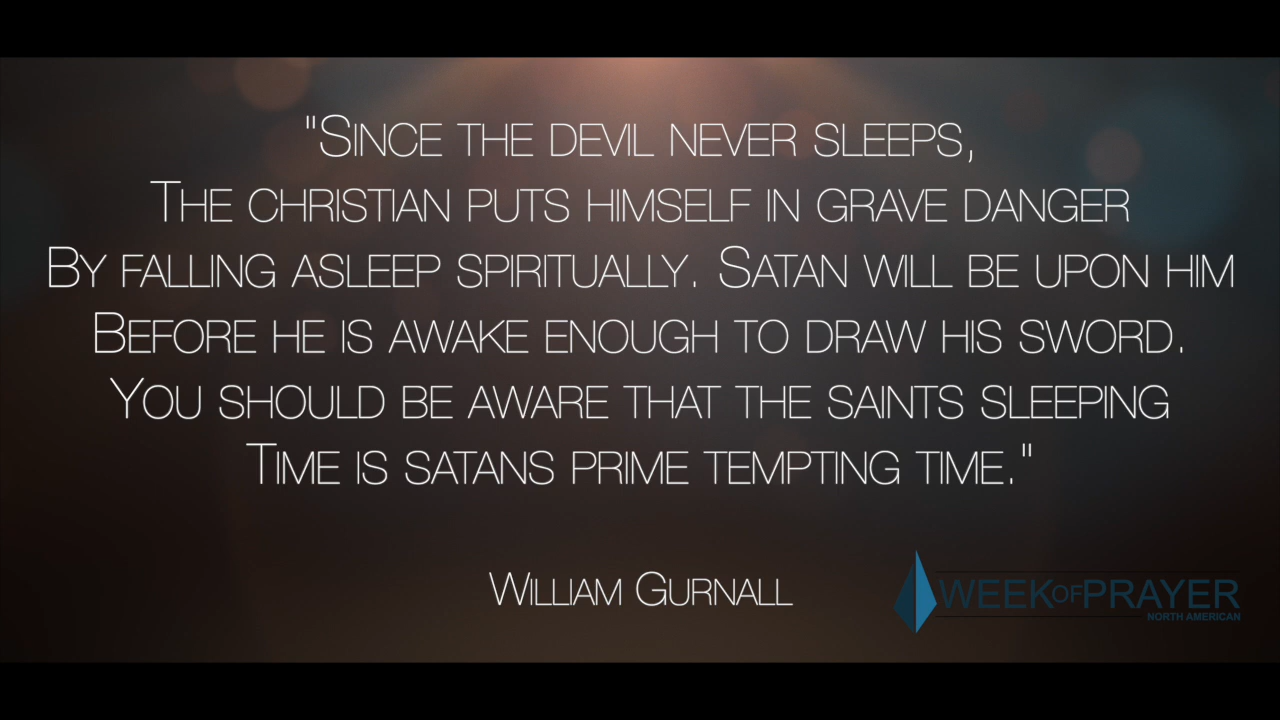 "Since the devil never sleeps,
The christian puts himself in grave danger
By falling asleep spiritually. Satan will be upon him
Before he is awake enough to draw his sword.
You should be aware that the saints sleeping
Time is satans prime tempting time."
William Gurnall
WEEK OF PRAYER
NORTH AMERICAN